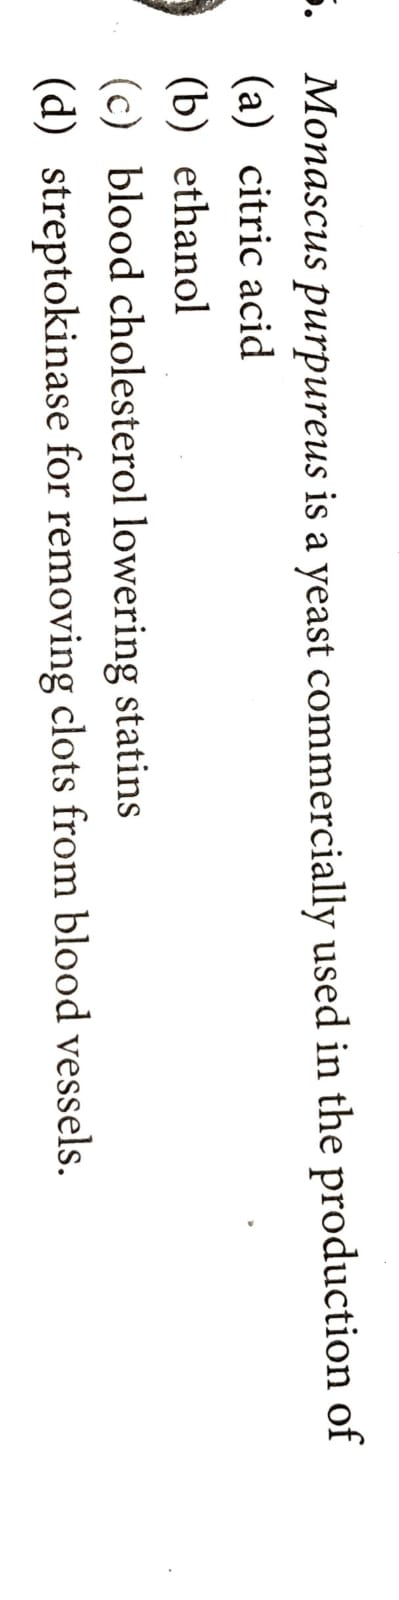 . Monascus purpureus is a yeast commercially used in the production of
(a) citric acid
(b) ethanol
(c) blood cholesterol lowering statins
(d) streptokinase for removing clots from blood vessels.